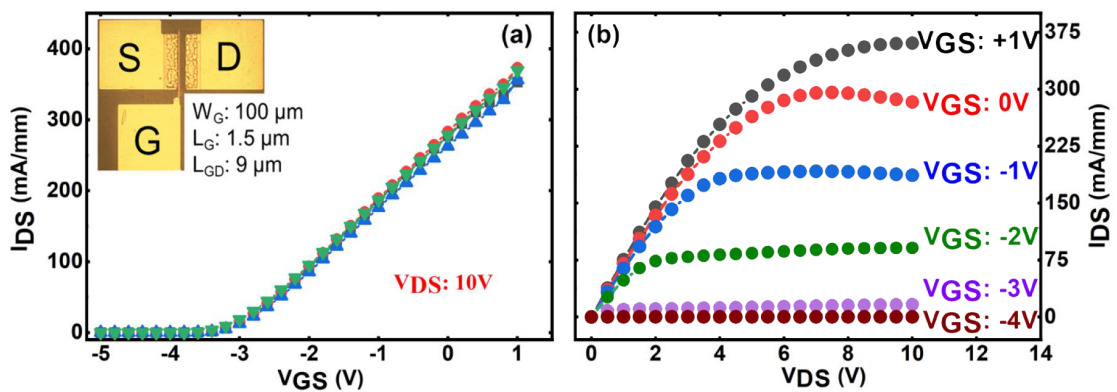 (a)
S
D
G
WG: 100 µm
LG: 1.5 µm
LGD: 9 µm
VDS: 10V
400
300
200
100
0
IDS (mA/mm)
-5 -4 -3 -2 -1 0 1
VGS (V)
(b)
VGS: +1V
VGS: 0V
VGS: -1V
VGS: -2V
VGS: -3V
VGS: -4V
375
300
225
150
75
0
IDS (mA/mm)
0 2 4 6 8 10 12 14
VDS (V)